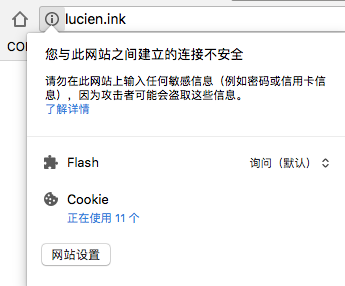 lucien.ink
COI
您与此网站之间建立的连接不安全
请勿在此网站上输入任何敏感信息（例如密码或信用卡信
息），因为攻击者可能会盗取这些信息。
了解详情
Flash 询问（默认）
Cookie
正在使用 11 个
网站设置